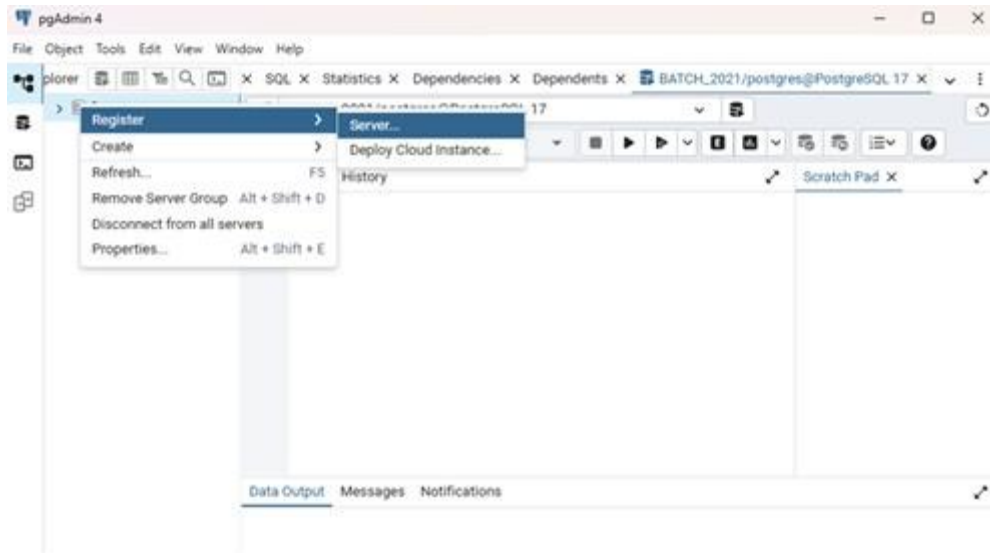 pgAdmin 4
File Object Tools Edit View Window Help
plorer SQL Statistics Dependencies Dependents BATCH_2021/postgres@PostgreSQL 17
17
Register
Server...
Create
Deploy Cloud Instance...
Refresh... F5
History
Scratch Pad
Remove Server Group Alt + Shift + D
Disconnect from all servers
Properties... Alt + Shift + E
Data Output Messages Notifications